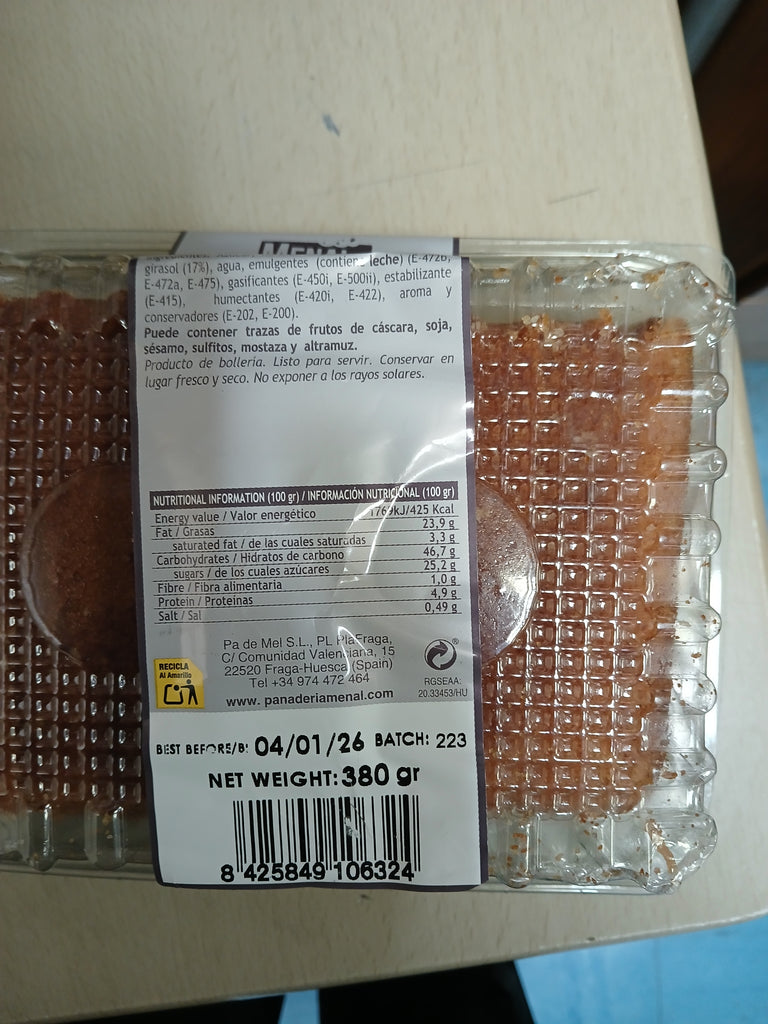 MENAL
girasol (17%), agua, emulgentes (contiene leche) (E-472b,
E-472a, E-475), gasificantes (E-450i, E-500ii), estabilizante
(E-415), humectantes (E-420i, E-422), aroma y
conservadores (E-202, E-200).
Puede contener trazas de frutos de cáscara, soja,
sésamo, sulfitos, mostaza y altramuz.
Producto de bollería. Listo para servir. Conservar en
lugar fresco y seco. No exponer a los rayos solares.
NUTRITIONAL INFORMATION (100 gr) / INFORMACIÓN NUTRICIONAL (100 gr)
Energy value / Valor energético 1769kJ/425 Kcal
Fat / Grasas 23,9 g
saturated fat / de las cuales saturadas 3,3 g
Carbohydrates / Hidratos de carbono 46,7 g
sugars / de los cuales azúcares 25,2 g
Fibre / Fibra alimentaria 1,0 g
Protein / Proteínas 4,9 g
Salt / Sal 0,49 g
Pa de Mel S.L., PL PlaFraga,
C/ Comunidad Valenciana, 15
22520 Fraga-Huesca (Spain)
Tel +34 974 472 464
www. panaderiamenal.com
RECICLA
Al Amarillo
RGSEAA:
20.33453/HU
BEST BEFORE/B: 04/01/26 BATCH: 223
NET WEIGHT: 380 gr
8 425849 106324